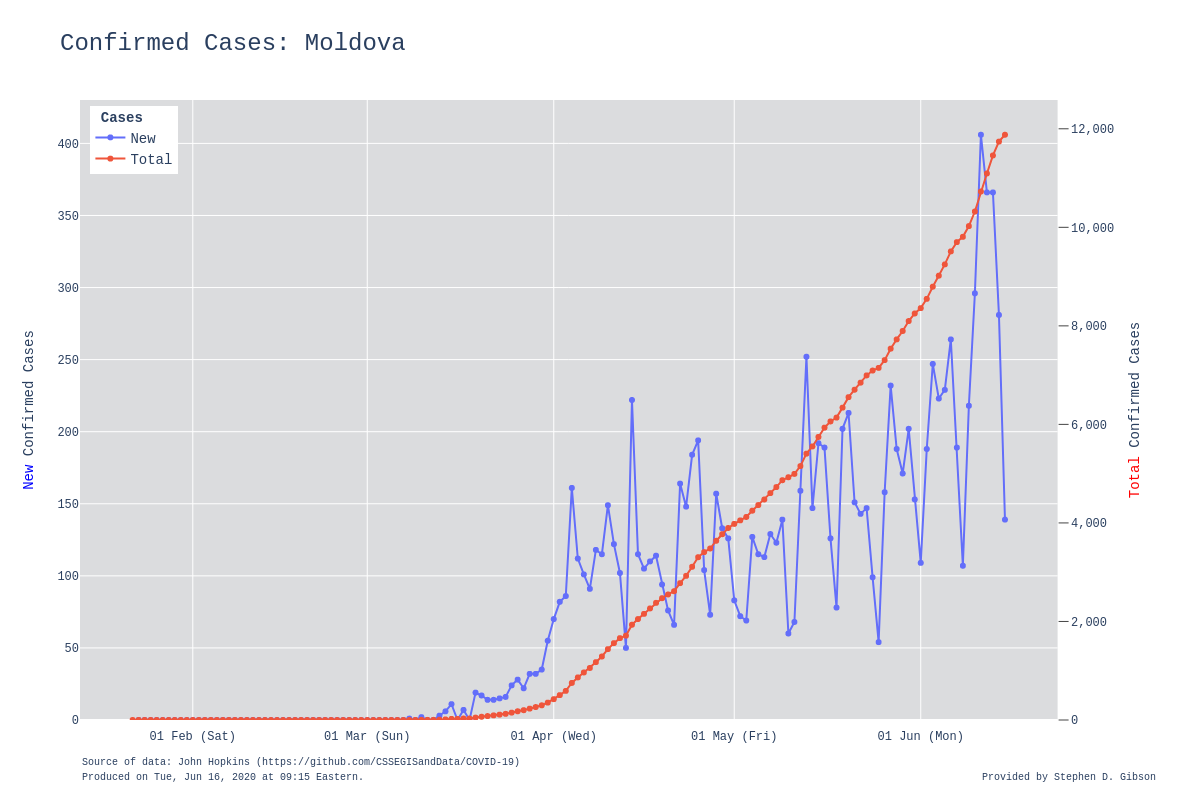 Confirmed Cases: Moldova
Cases
New
Total
400
350
300
250
200
150
100
50
0
12,000
10,000
8,000
6,000
4,000
2,000
0
New Confirmed Cases
Total Confirmed Cases
01 Feb (Sat)
01 Mar (Sun)
01 Apr (Wed)
01 May (Fri)
01 Jun (Mon)
Source of data: John Hopkins (https://github.com/CSSEGISandData/COVID-19)
Produced on Tue, Jun 16, 2020 at 09:15 Eastern.
Provided by Stephen D. Gibson